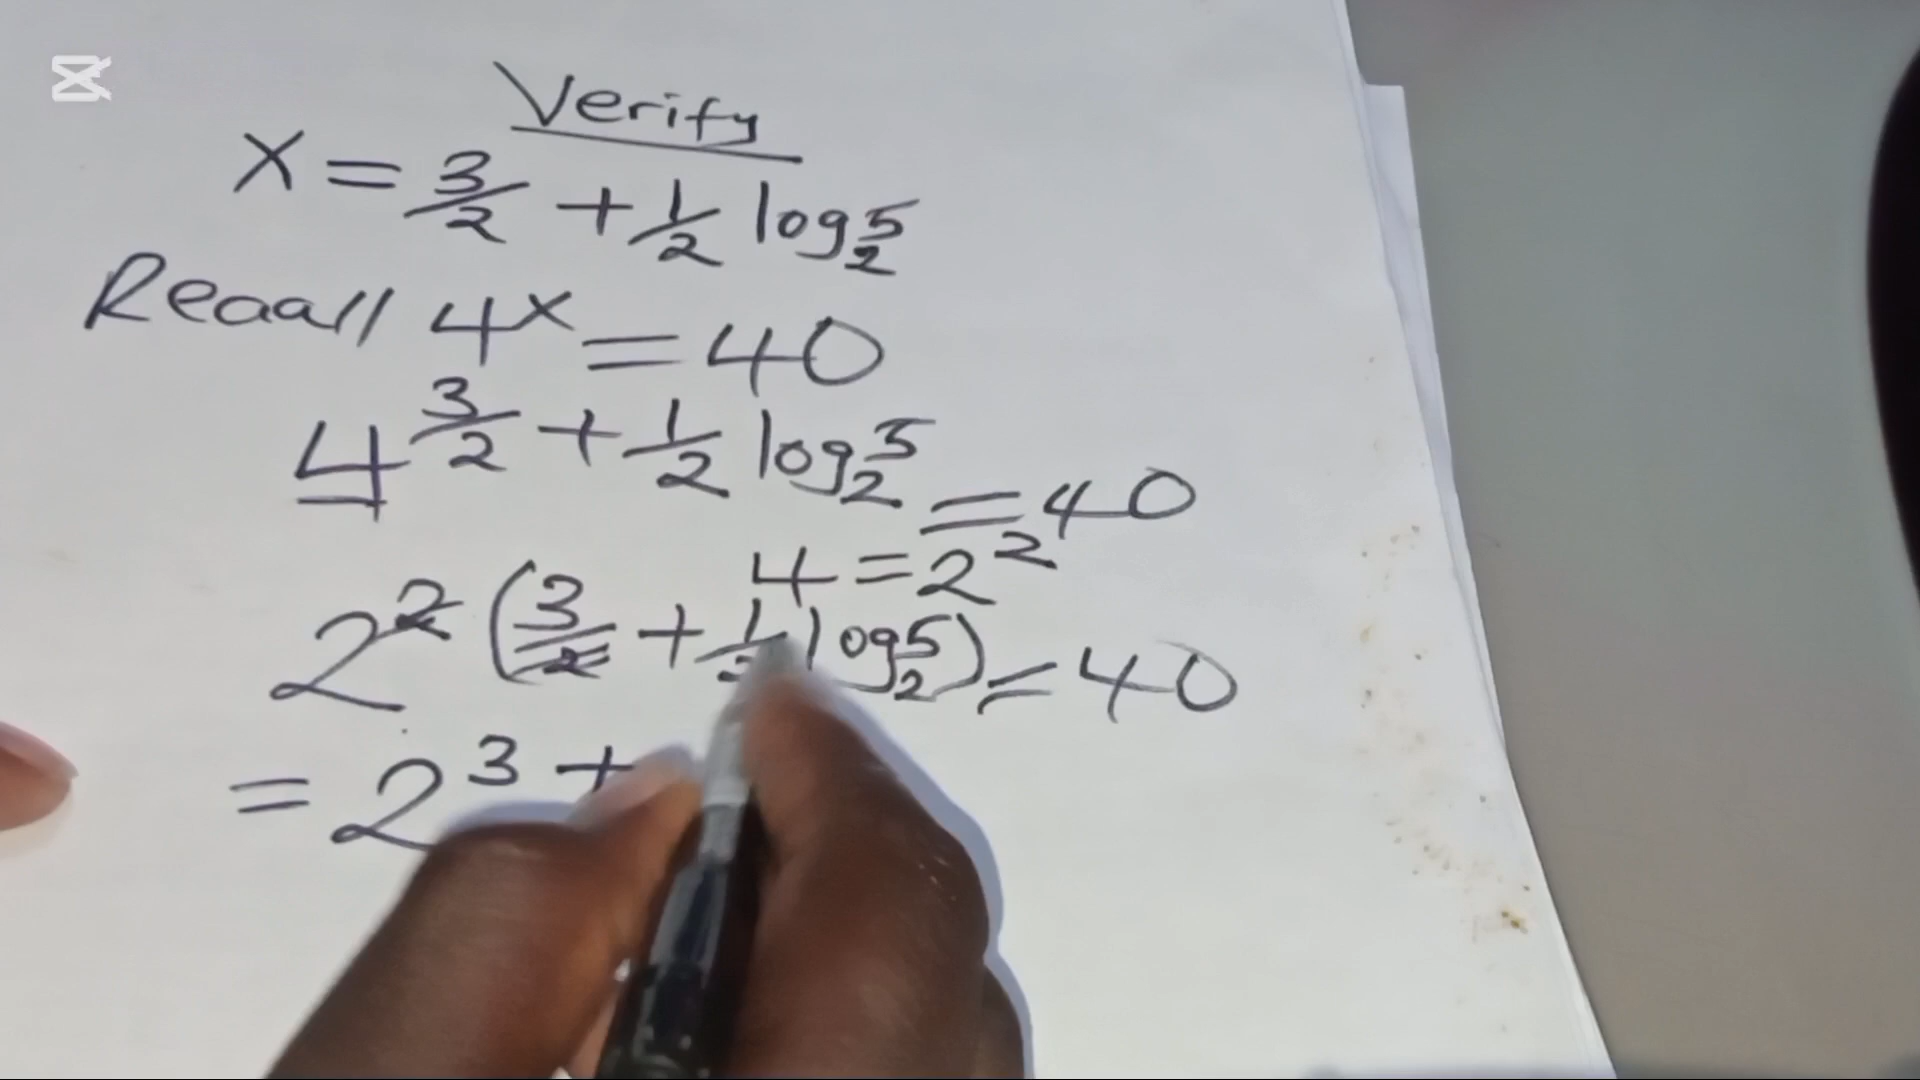 Verify
x = 3/2 + 1/2 log₂5
Reaall 4ˣ = 40
4^(3/2 + 1/2 log₂5) = 40
4 = 2²
2^2(3/2 + 1/2 log₂5) = 40
= 2³ +